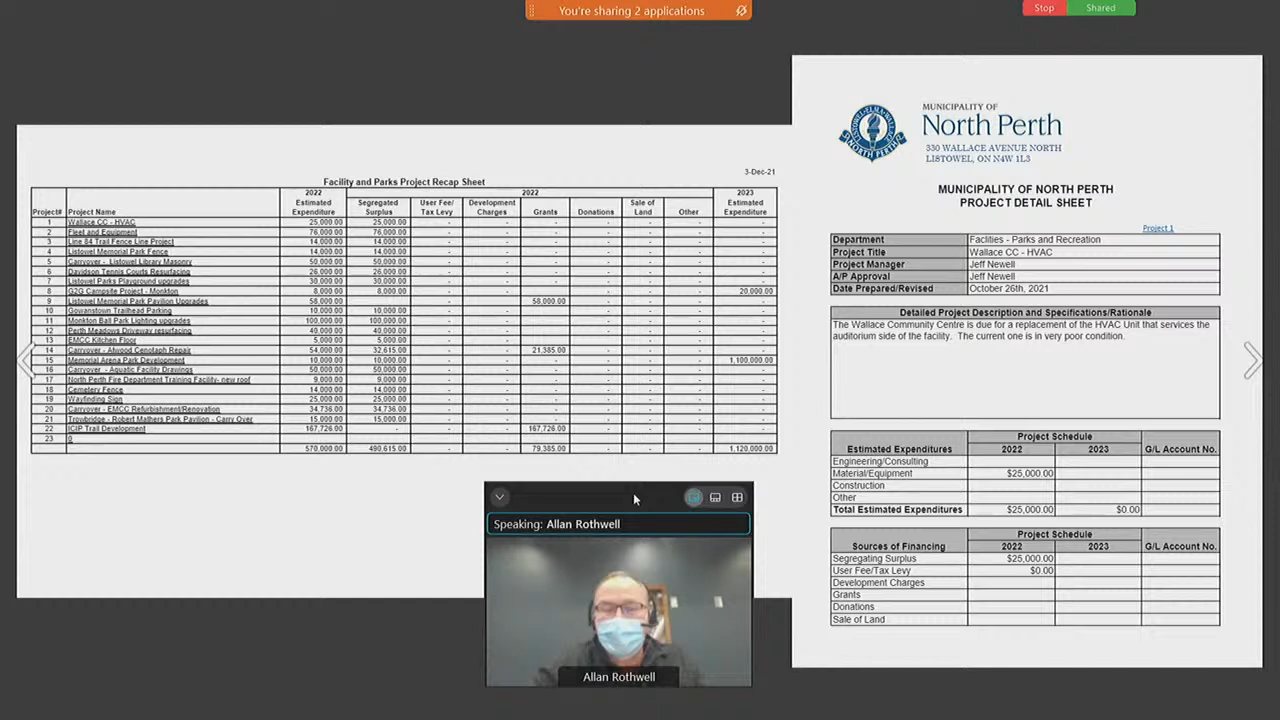 You're sharing 2 applications
Stop Shared
3-Dec-21
Facility and Parks Project Recap Sheet
2022 2022 2023
Estimated Segregated User Fee/ Development Sale of Estimated
Project# Project Name Expenditure Surplus Tax Levy Charges Grants Donations Land Other Expenditure
1 Wallace CC - HVAC 25,000.00 25,000.00 - - - - - - -
2 Fleet and Equipment 76,000.00 76,000.00 - - - - - - -
3 Line 84 Trail Fence Line Project 14,000.00 14,000.00 - - - - - - -
4 Listowel Memorial Park Fence 14,000.00 14,000.00 - - - - - - -
5 Carryover - Listowel Library Masonry 50,000.00 50,000.00 - - - - - - -
6 Davidson Tennis Courts Resurfacing 26,000.00 26,000.00 - - - - - - -
7 Listowel Parks Playground upgrades 30,000.00 30,000.00 - - - - - - -
8 G2G Campsite Project - Monkton 8,000.00 8,000.00 - - - - - 20,000.00
9 Listowel Memorial Park Pavilion Upgrades 58,000.00 - - 58,000.00 - - - -
10 Gowanstown Trailhead Parking 10,000.00 10,000.00 - - - - - - -
11 Monkton Ball Park Lighting upgrades 100,000.00 100,000.00 - - - - - - -
12 Perth Meadows Driveway resurfacing 40,000.00 40,000.00 - - - - - - -
13 EMCC Kitchen Floor 5,000.00 5,000.00 - - - - - - -
14 Carryover - Atwood Cenotaph Repair 54,000.00 32,615.00 - - 21,385.00 - - - -
15 Memorial Arena Park Development 10,000.00 10,000.00 - - - - - - 1,100,000.00
16 Carryover - Aquatic Facility Drawings 50,000.00 50,000.00 - - - - - - -
17 North Perth Fire Department Training Facility- new roof 9,000.00 9,000.00 - - - - - - -
18 Cemetery Fence 14,000.00 14,000.00 - - - - - - -
19 Wayfinding Sign 25,000.00 25,000.00 - - - - - - -
20 Carryover - EMCC Refurbishment/Renovation 34,736.00 34,736.00 - - - - - - -
21 Trowbridge - Robert Mathers Park Pavilion - Carry Over 15,000.00 15,000.00 - - - - - - -
22 ICIP Trail Development 167,726.00 - - - 167,726.00 - - - -
23 0
570,000.00 490,615.00 - - 79,385.00 - - - 1,120,000.00
Speaking: Allan Rothwell
Allan Rothwell
MUNICIPALITY OF
North Perth
330 WALLACE AVENUE NORTH
LISTOWEL, ON N4W 1L3
NORTH PERTH
MUNICIPALITY OF NORTH PERTH
PROJECT DETAIL SHEET
Project 1
Department Facilities - Parks and Recreation
Project Title Wallace CC - HVAC
Project Manager Jeff Newell
A/P Approval Jeff Newell
Date Prepared/Revised October 26th, 2021
Detailed Project Description and Specifications/Rationale
The Wallace Community Centre is due for a replacement of the HVAC Unit that services the
auditorium side of the facility. The current one is in very poor condition.
Project Schedule
Estimated Expenditures 2022 2023 G/L Account No.
Engineering/Consulting
Material/Equipment $25,000.00
Construction
Other
Total Estimated Expenditures $25,000.00 $0.00
Project Schedule
Sources of Financing 2022 2023 G/L Account No.
Segregating Surplus $25,000.00
User Fee/Tax Levy $0.00
Development Charges
Grants
Donations
Sale of Land